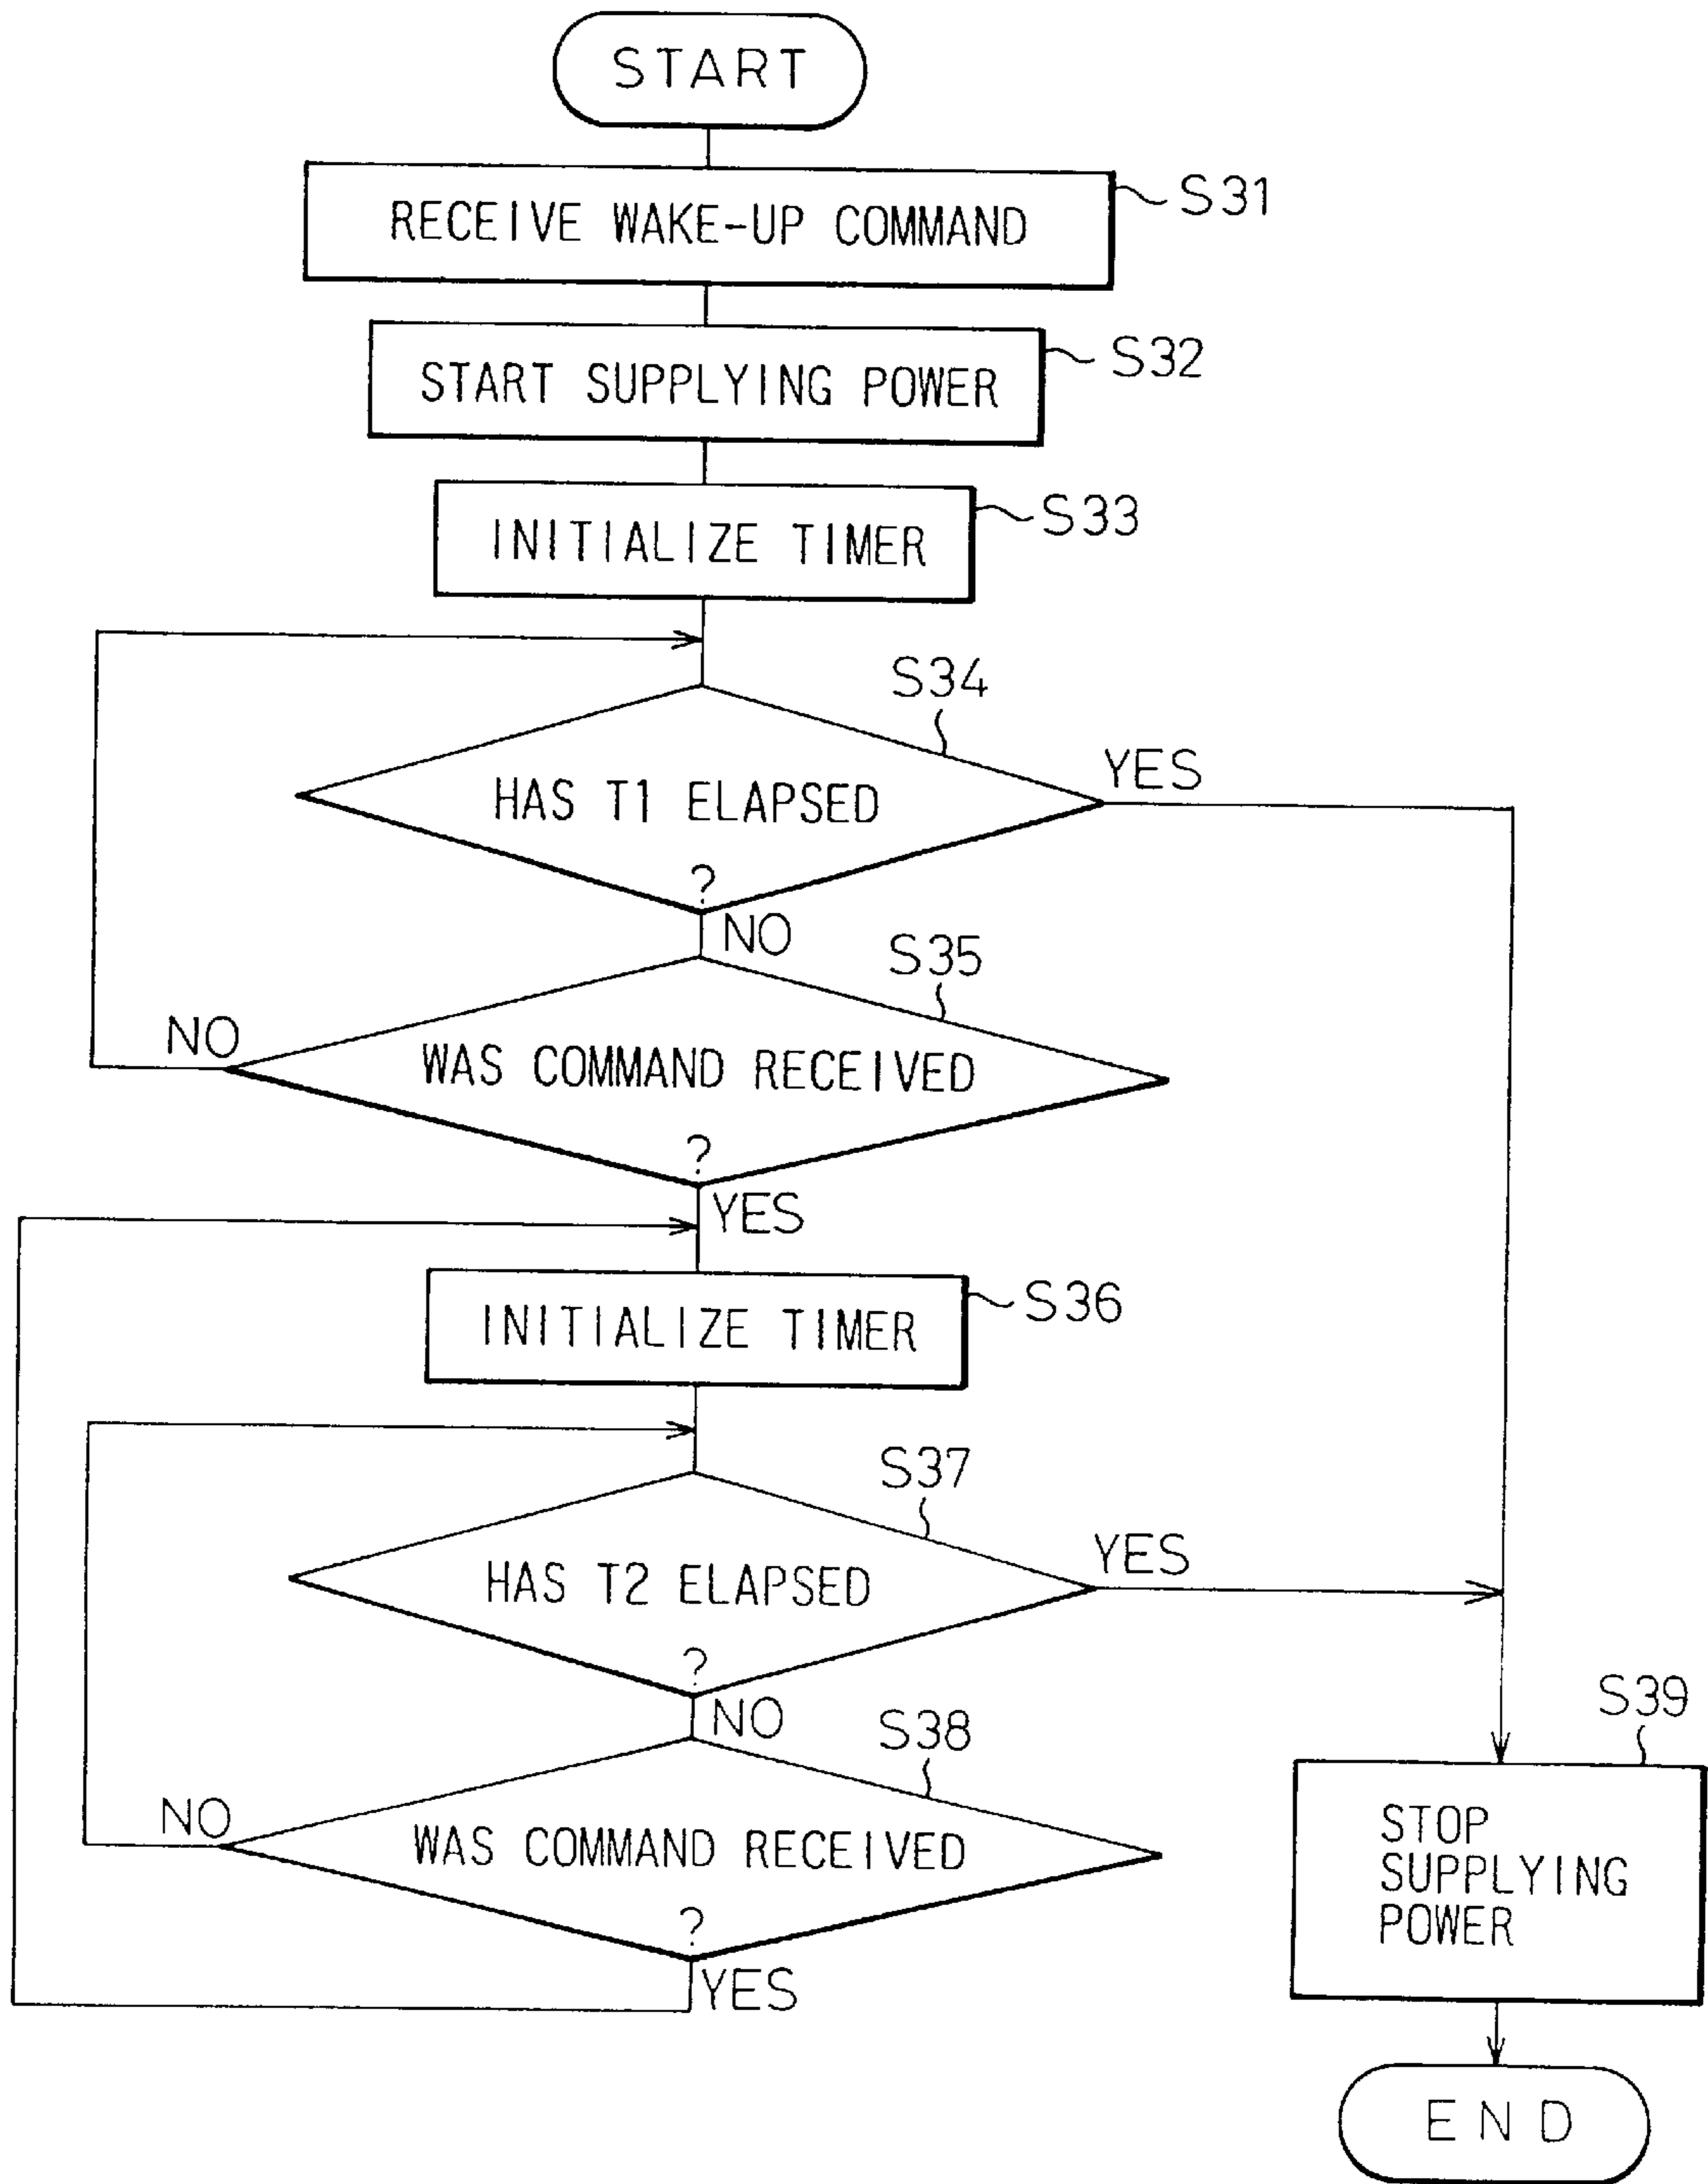 START
RECEIVE WAKE-UP COMMAND
S31
START SUPPLYING POWER
S32
INITIALIZE TIMER
S33
S34
HAS T1 ELAPSED
?
YES
NO
S35
WAS COMMAND RECEIVED
?
NO
YES
INITIALIZE TIMER
S36
S37
HAS T2 ELAPSED
?
YES
NO
S38
WAS COMMAND RECEIVED
?
NO
YES
S39
STOP
SUPPLYING
POWER
END